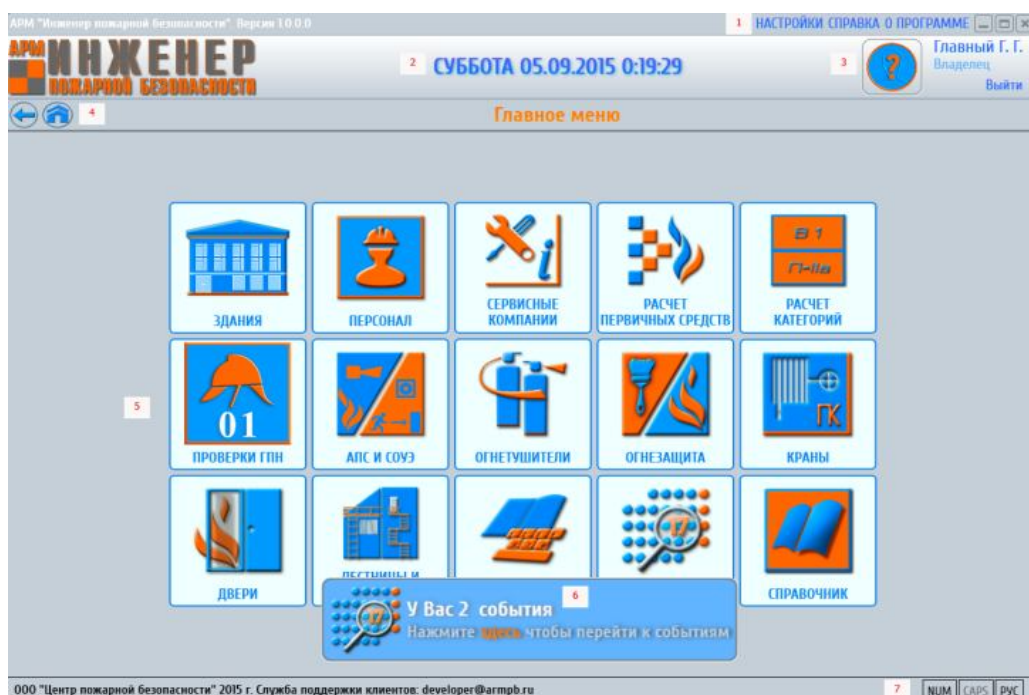 АРМ "Инженер пожарной безопасности". Версия 1.0.0.0
1 НАСТРОЙКИ СПРАВКА О ПРОГРАММЕ
АРМ ИНЖЕНЕР
ПОЖАРНОЙ БЕЗОПАСНОСТИ
2 СУББОТА 05.09.2015 0:19:29
3 ?
Главный Г. Г.
Владелец
Выйти
4 Главное меню
В 1
П-IIа
ЗДАНИЯ
ПЕРСОНАЛ
СЕРВИСНЫЕ
КОМПАНИИ
РАСЧЕТ
ПЕРВИЧНЫХ СРЕДСТВ
РАСЧЕТ
КАТЕГОРИЙ
5
01
ГК
ПРОВЕРКИ ГПН
АПС И СОУЭ
ОГНЕТУШИТЕЛИ
ОГНЕЗАЩИТА
КРАНЫ
17
ДВЕРИ
ЛЕСТНИЦЫ И
СПРАВОЧНИК
6
17
У Вас 2 события
Нажмите здесь чтобы перейти к событиям
ООО "Центр пожарной безопасности" 2015 г. Служба поддержки клиентов: developer@armpb.ru
7 NUM CAPS РУС